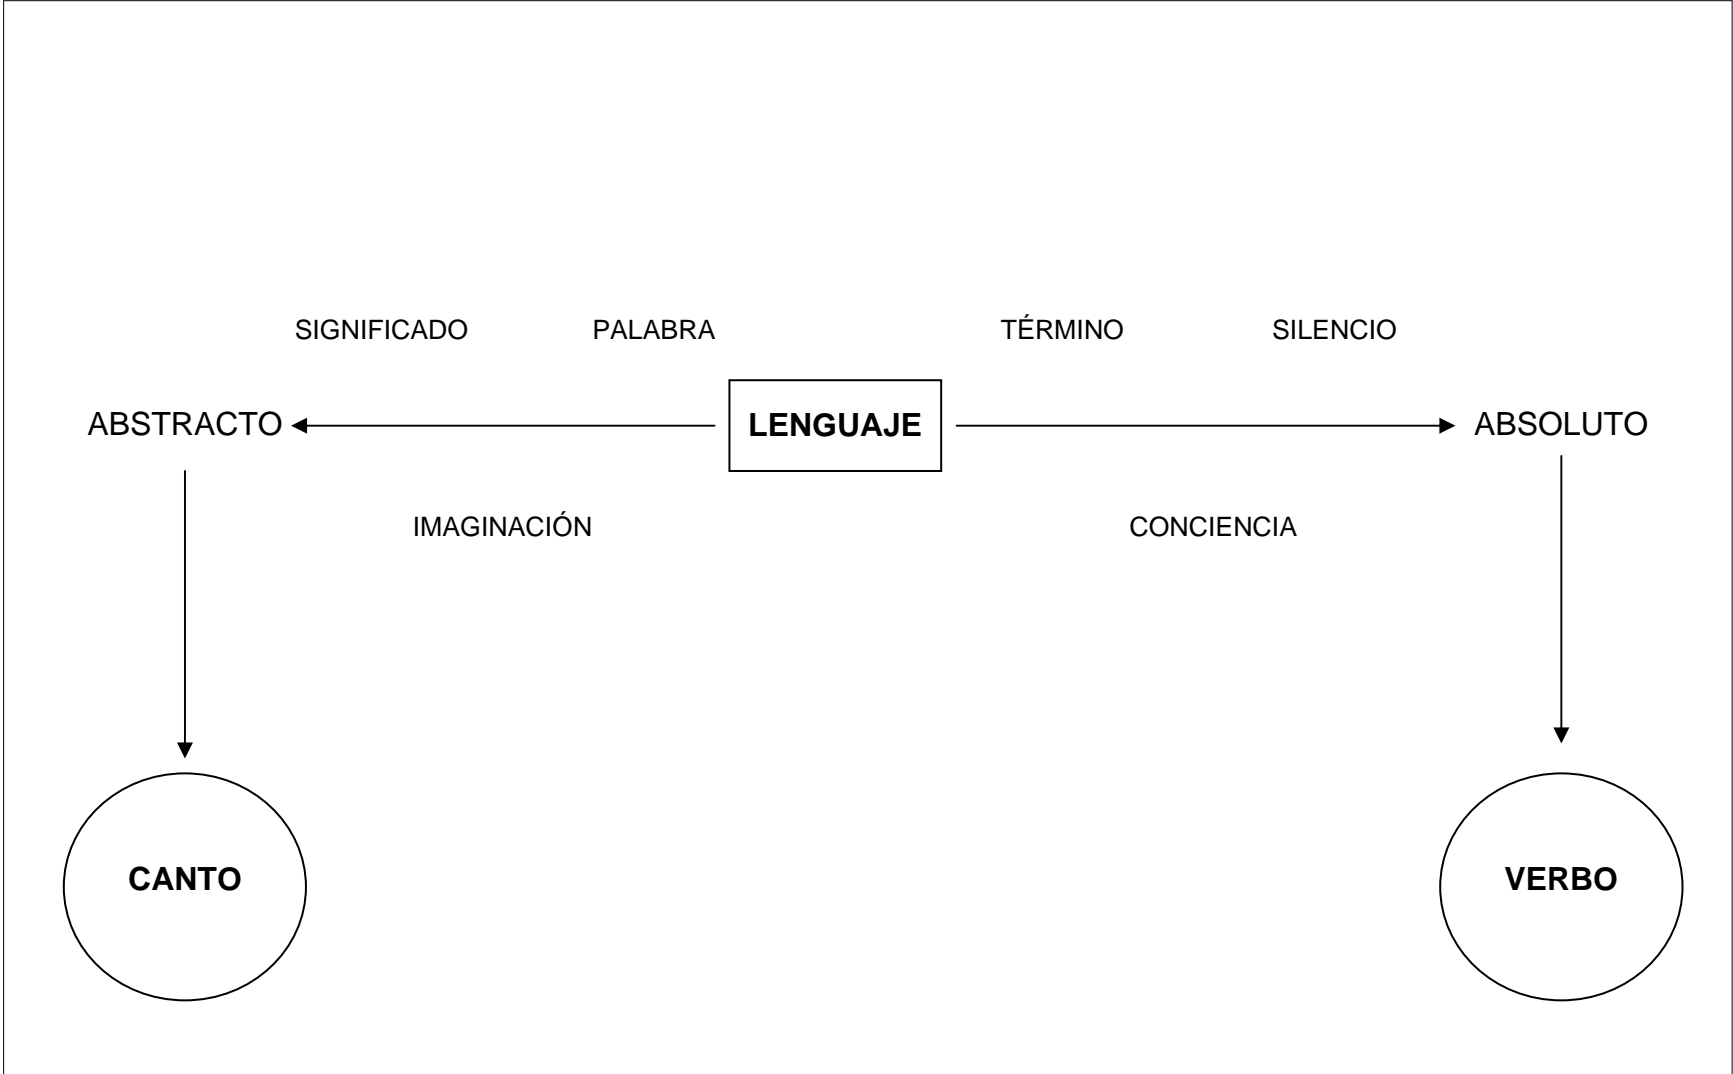 SIGNIFICADO PALABRA TÉRMINO SILENCIO
ABSTRACTO LENGUAJE ABSOLUTO
IMAGINACIÓN CONCIENCIA
CANTO VERBO